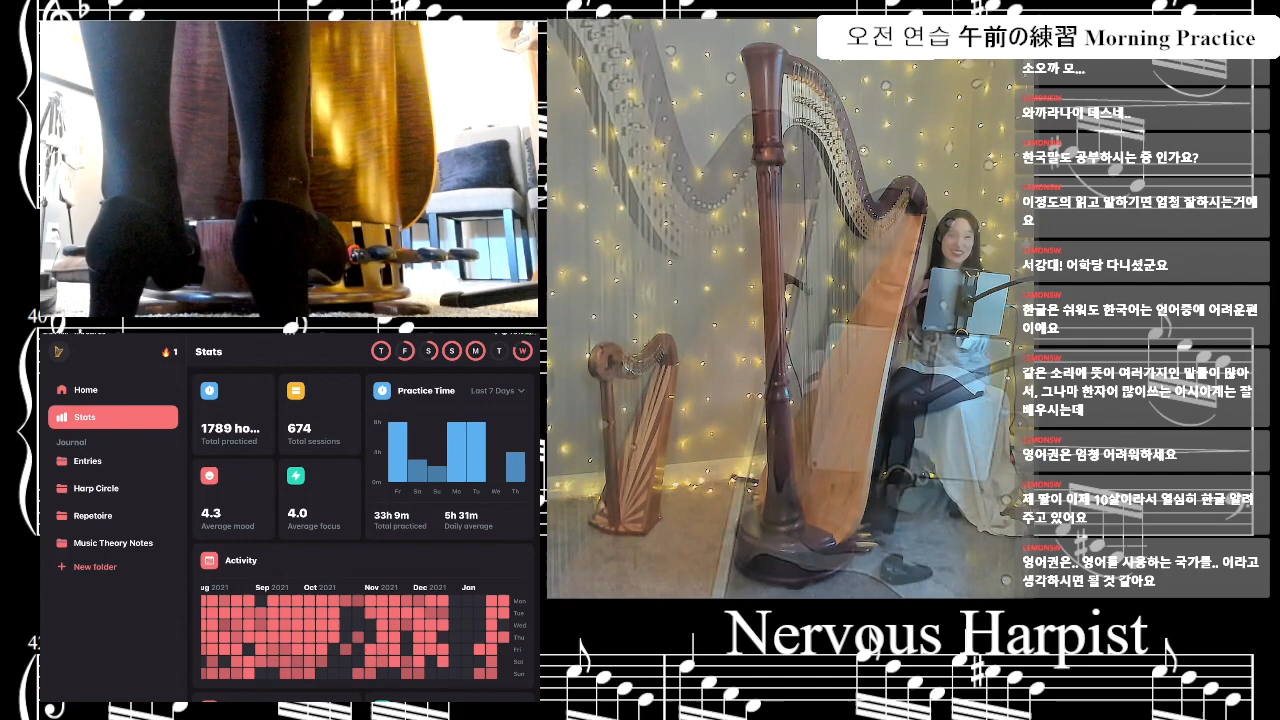 오전 연습 午前の練習 Morning Practice
소오까 모...
와까라나이 데스네..
한국말도 공부하시는 중 인가요?
이정도의 읽고 말하기면 엄청 잘하시는거에
요
서강대! 어학당 다니셨군요
한글은 쉬워도 한국어는 언어중에 어려운편
이에요
같은 소리에 뜻이 여러가지인 말들이 많아
서, 그나마 한자어 많이쓰는 아시아계는 잘
배우시는데
영어권은 엄청 어려워하세요
제 딸이 이제 10살이라서 열심히 한글 알려
주고 있어요
영어권은.. 영어를 사용하는 국가들.. 이라고
생각하시면 될 것 같아요
1
Stats
T F S S M T W
Home
Stats
Journal
Entries
Harp Circle
Repetoire
Music Theory Notes
New folder
1789 ho...
Total practiced
674
Total sessions
4.3
Average mood
4.0
Average focus
Practice Time
Last 7 Days
8h
4h
0m
Fr Sa Su Mo Tu We Th
33h 9m
Total practiced
5h 31m
Daily average
Activity
ug 2021 Sep 2021 Oct 2021 Nov 2021 Dec 2021 Jan
Mon
Tue
Wed
Thu
Fri
Sat
Sun
Nervous Harpist